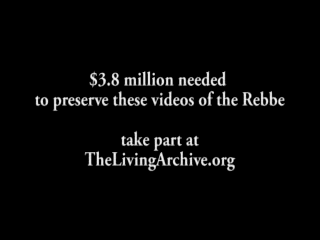 $3.8 million needed
to preserve these videos of the Rebbe
take part at
TheLivingArchive.org